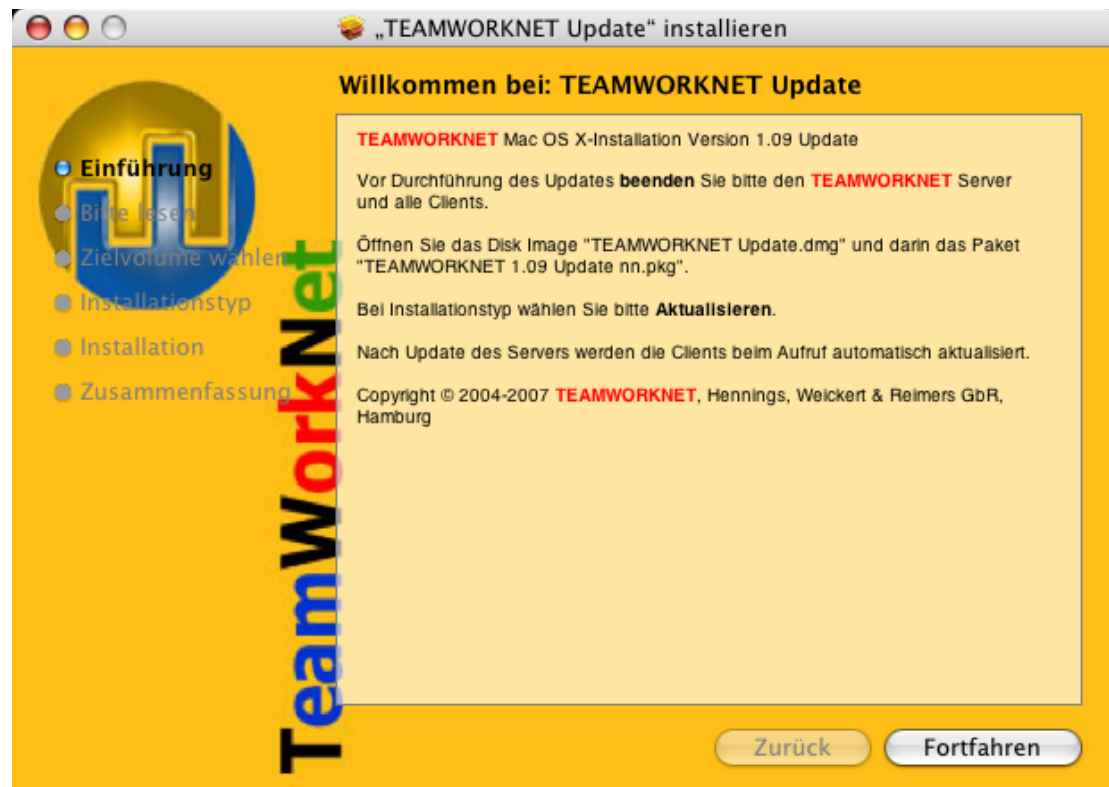 „TEAMWORKNET Update“ installieren
Willkommen bei: TEAMWORKNET Update
Einführung
Bitte lesen
Zielvolume wählen
Installationstyp
Installation
Zusammenfassung
TeamWorkNet
TEAMWORKNET Mac OS X-Installation Version 1.09 Update
Vor Durchführung des Updates beenden Sie bitte den TEAMWORKNET Server
und alle Clients.
Öffnen Sie das Disk Image "TEAMWORKNET Update.dmg" und darin das Paket
"TEAMWORKNET 1.09 Update nn.pkg".
Bei Installationstyp wählen Sie bitte Aktualisieren.
Nach Update des Servers werden die Clients beim Aufruf automatisch aktualisiert.
Copyright © 2004-2007 TEAMWORKNET, Hennings, Weickert & Reimers GbR,
Hamburg
Zurück
Fortfahren